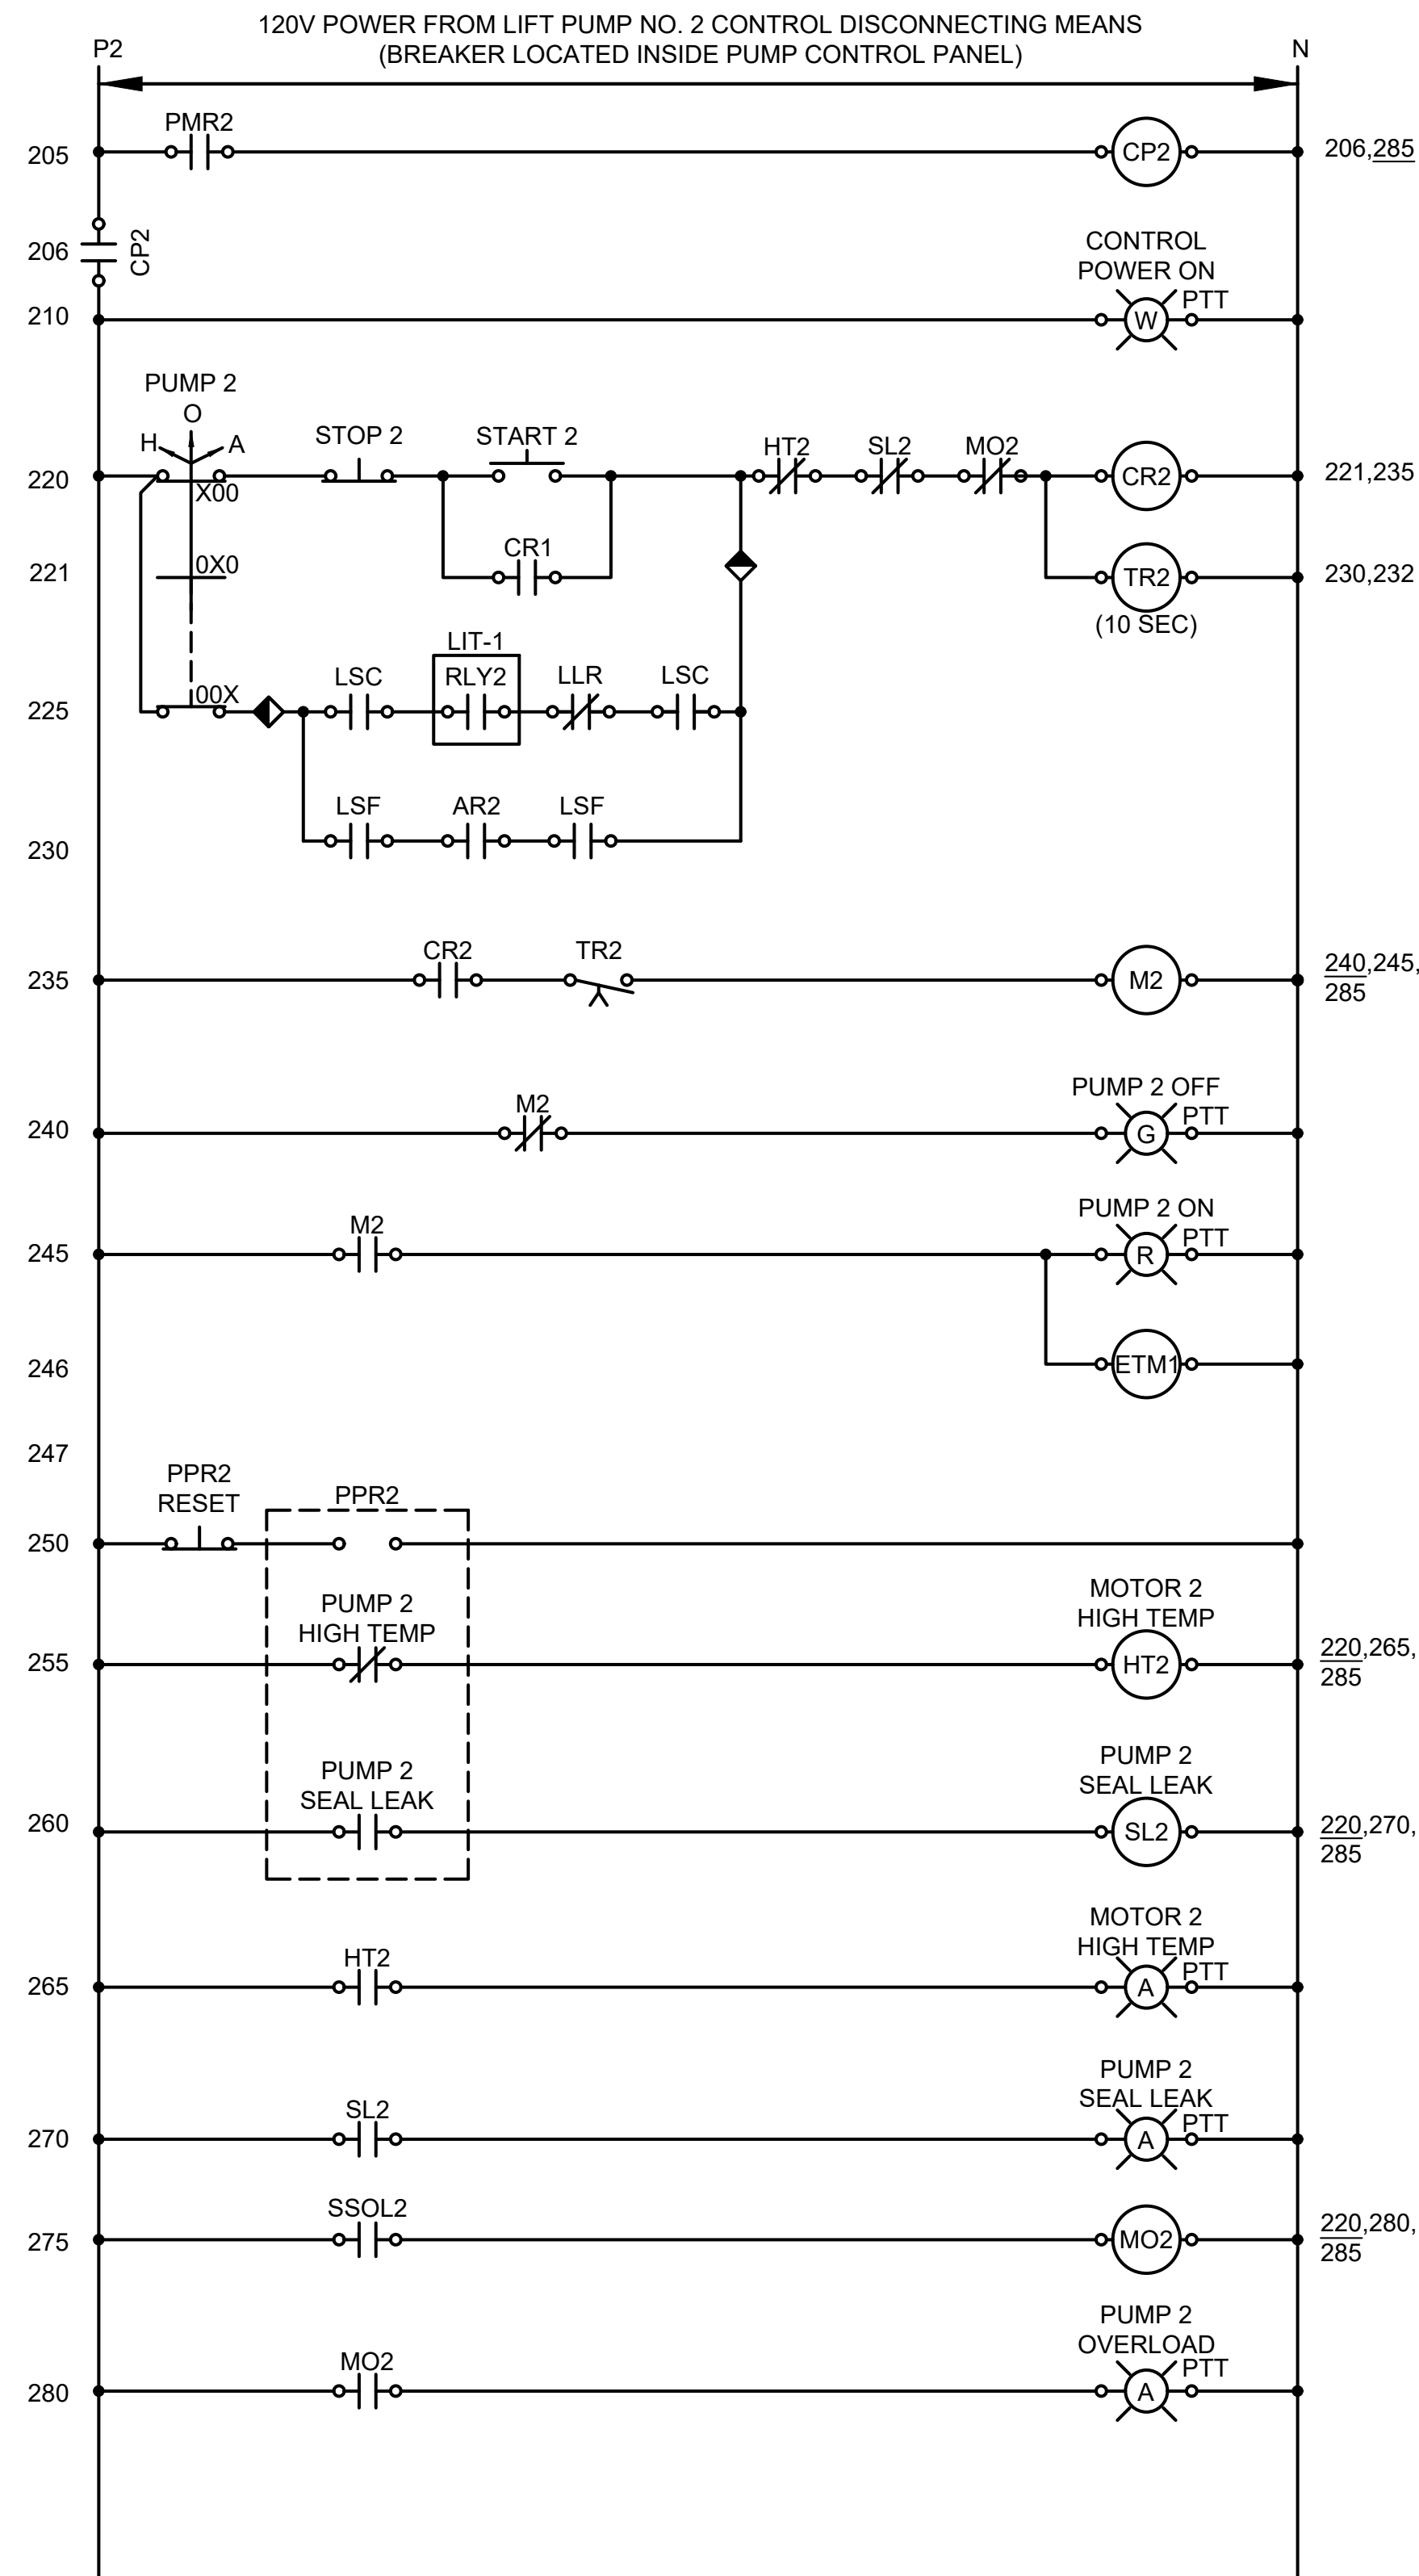 120V POWER FROM LIFT PUMP NO. 2 CONTROL DISCONNECTING MEANS
(BREAKER LOCATED INSIDE PUMP CONTROL PANEL)
P2
N
PMR2
205
CP2
206,285
206
CP2
CONTROL
POWER ON
PTT
210
W
PUMP 2
O
H
A
STOP 2
START 2
HT2
SL2
MO2
220
X00
CR2
221,235
CR1
221
0X0
TR2
230,232
(10 SEC)
LIT-1
LSC
RLY2
LLR
LSC
225
00X
LSF
AR2
LSF
230
CR2
TR2
235
M2
240,245,
285
PUMP 2 OFF
M2
PTT
240
G
PUMP 2 ON
M2
PTT
245
R
246
ETM1
247
PPR2
RESET
PPR2
250
PUMP 2
HIGH TEMP
MOTOR 2
HIGH TEMP
255
HT2
220,265,
285
PUMP 2
SEAL LEAK
PUMP 2
SEAL LEAK
260
SL2
220,270,
285
MOTOR 2
HIGH TEMP
HT2
PTT
265
A
PUMP 2
SEAL LEAK
SL2
PTT
270
A
SSOL2
275
MO2
220,280,
285
PUMP 2
OVERLOAD
MO2
PTT
280
A